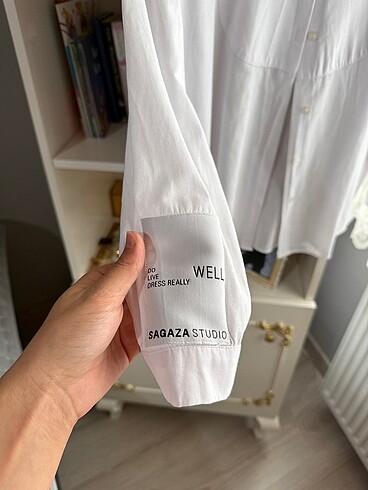 DO
LIVE WELL
DRESS REALLY
SAGAZA STUDIO